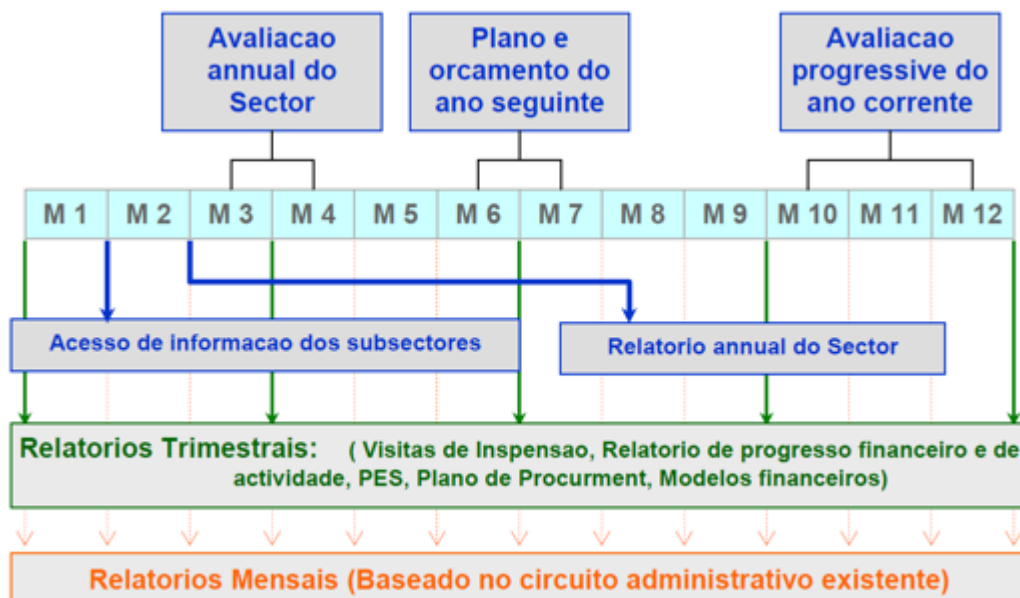 Avaliacao
annual do
Sector
Plano e
orcamento do
ano seguinte
Avaliacao
progressive do
ano corrente
M 1 M 2 M 3 M 4 M 5 M 6 M 7 M 8 M 9 M 10 M 11 M 12
Acesso de informacao dos subsectores
Relatorio annual do Sector
Relatorios Trimestrais: ( Visitas de Inspensao, Relatorio de progresso financeiro e de
actividade, PES, Plano de Procurment, Modelos financeiros)
Relatorios Mensais (Baseado no circuito administrativo existente)